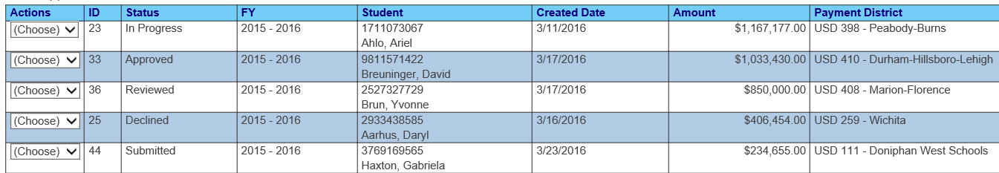 Actions ID Status FY Student Created Date Amount Payment District
(Choose) 23 In Progress 2015 - 2016 1711073067 3/11/2016 $1,167,177.00 USD 398 - Peabody-Burns
Ahlo, Ariel
(Choose) 33 Approved 2015 - 2016 9811571422 3/17/2016 $1,033,430.00 USD 410 - Durham-Hillsboro-Lehigh
Breuninger, David
(Choose) 36 Reviewed 2015 - 2016 2527327729 3/17/2016 $850,000.00 USD 408 - Marion-Florence
Brun, Yvonne
(Choose) 25 Declined 2015 - 2016 2933438585 3/16/2016 $406,454.00 USD 259 - Wichita
Aarhus, Daryl
(Choose) 44 Submitted 2015 - 2016 3769169565 3/23/2016 $234,655.00 USD 111 - Doniphan West Schools
Haxton, Gabriela